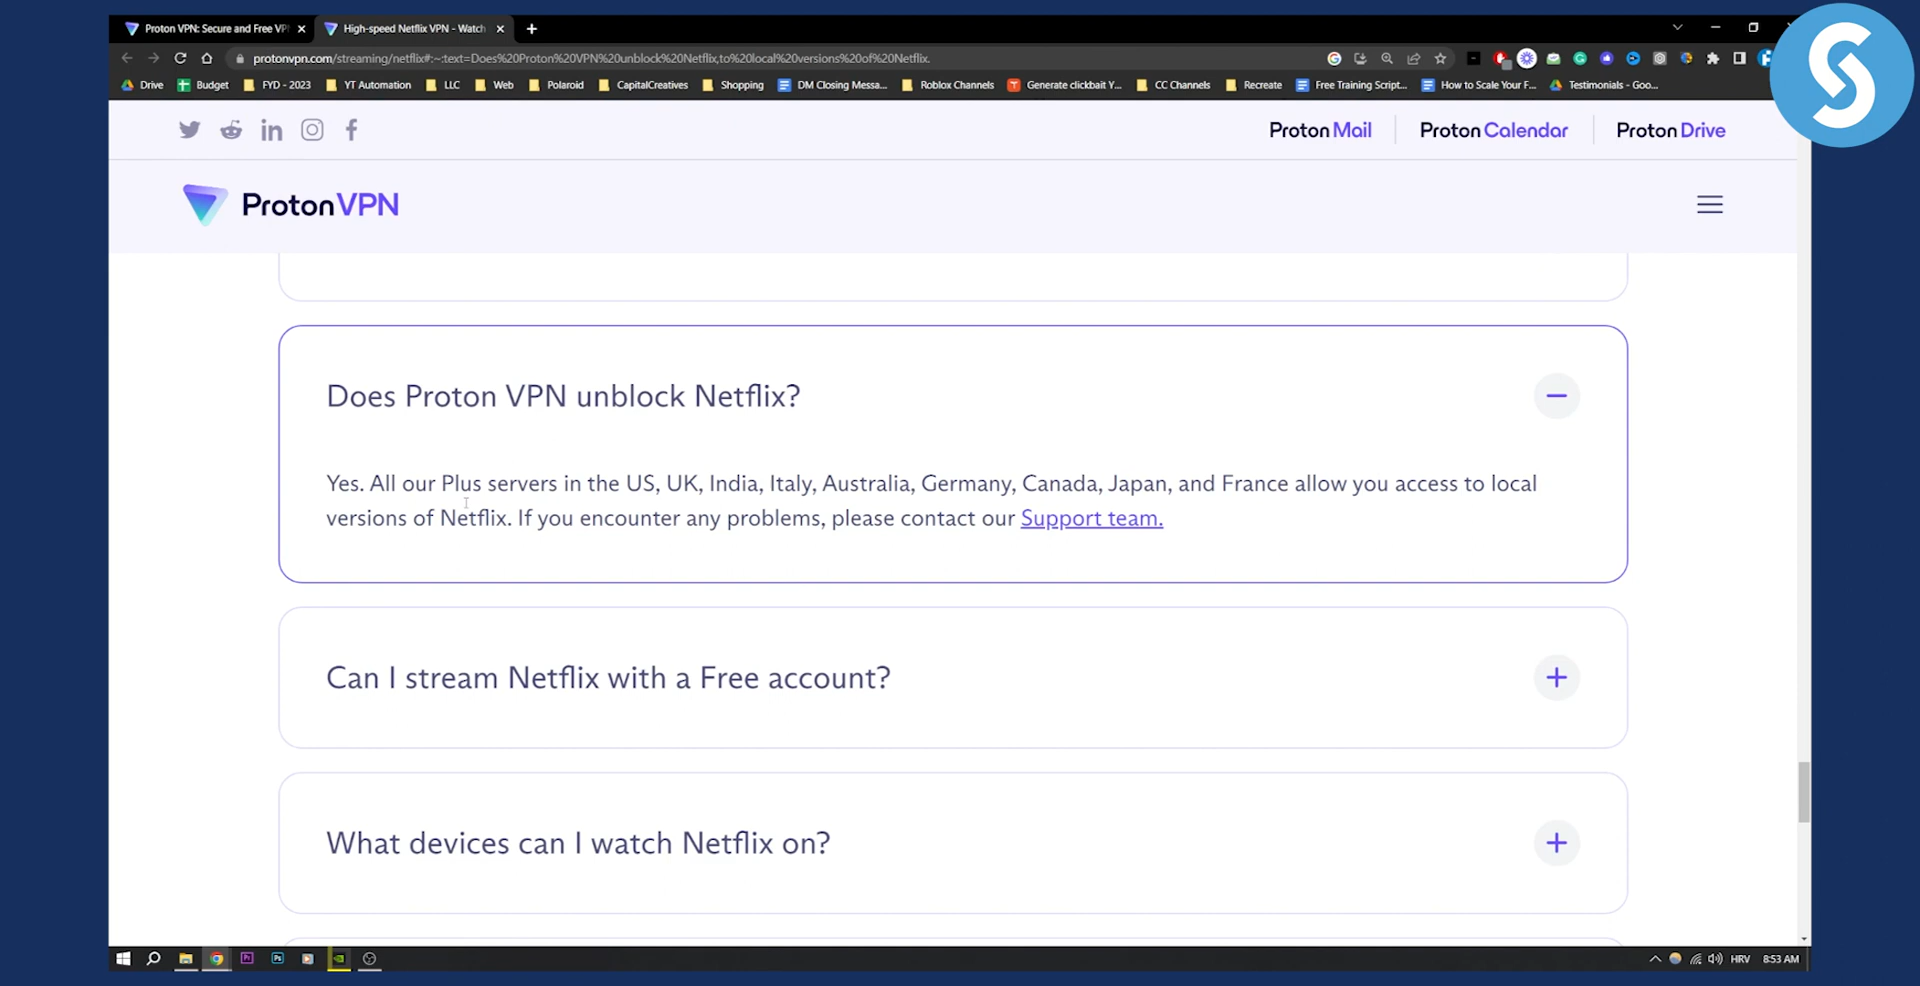 Proton VPN: Secure and Free VP
High-speed Netflix VPN - Watch
protonvpn.com/streaming/netflix#:~:text=Does%20Proton%20VPN%20unblock%20Netflix,to%20local%20versions%20of%20Netflix.
Drive Budget FYD - 2023 YT Automation LLC Web Polaroid CapitalCreatives Shopping DM Closing Messa... Roblox Channels Generate clickbait Y... CC Channels Recreate Free Training Script... How to Scale Your F... Testimonials - Goo...
Proton Mail Proton Calendar Proton Drive
Proton VPN
Does Proton VPN unblock Netflix?
Yes. All our Plus servers in the US, UK, India, Italy, Australia, Germany, Canada, Japan, and France allow you access to local
versions of Netflix. If you encounter any problems, please contact our Support team.
Can I stream Netflix with a Free account?
What devices can I watch Netflix on?
HRV 8:53 AM